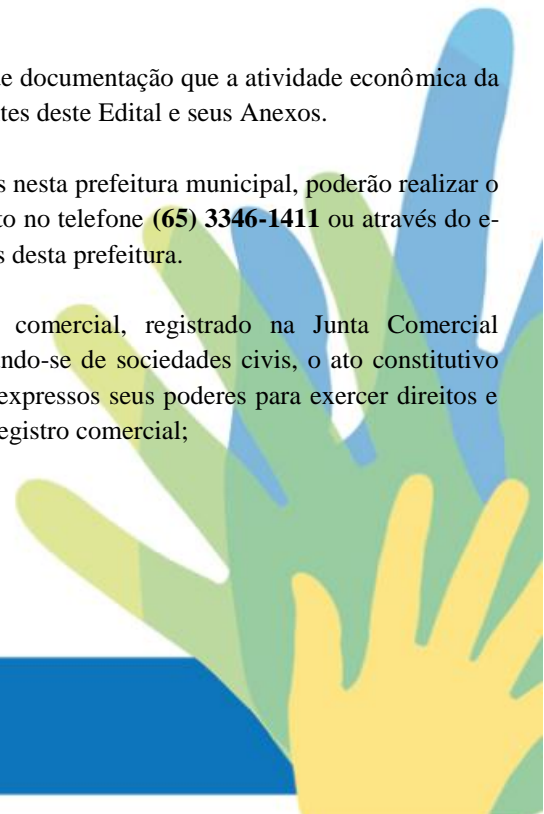 de documentação que a atividade econômica da
tes deste Edital e seus Anexos.
s nesta prefeitura municipal, poderão realizar o
to no telefone (65) 3346-1411 ou através do e-
s desta prefeitura.
comercial, registrado na Junta Comercial
ndo-se de sociedades civis, o ato constitutivo
expressos seus poderes para exercer direitos e
egistro comercial;